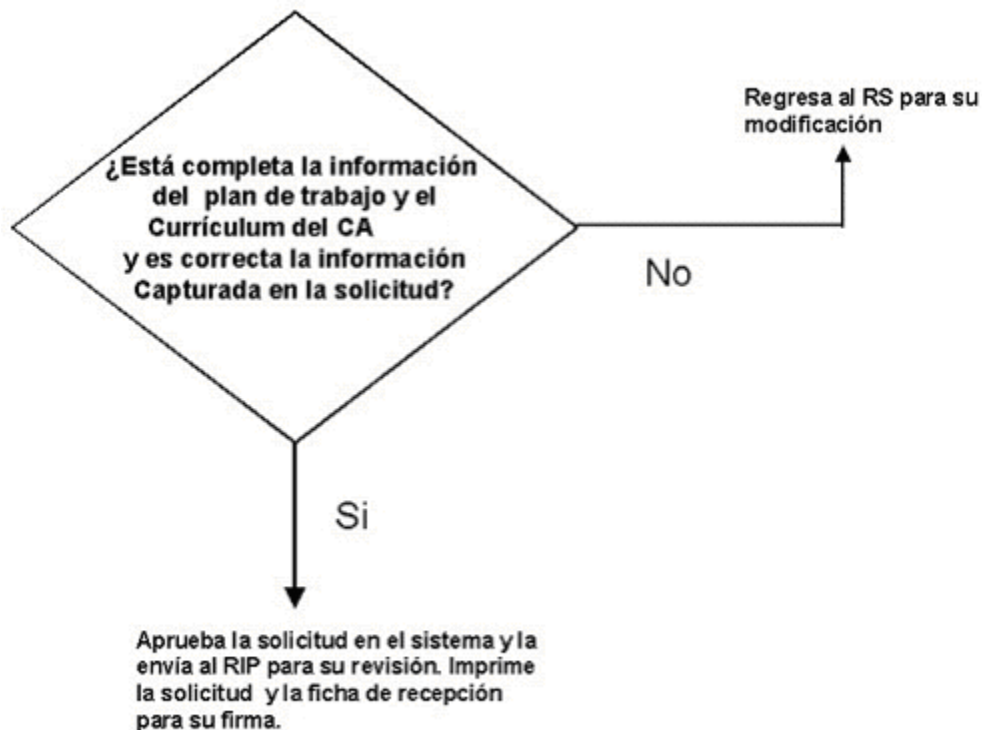 ¿Está completa la información
del plan de trabajo y el
Currículum del CA
y es correcta la información
Capturada en la solicitud?
Regresa al RS para su
modificación
No
Si
Aprueba la solicitud en el sistema y la
envía al RIP para su revisión. Imprime
la solicitud y la ficha de recepción
para su firma.